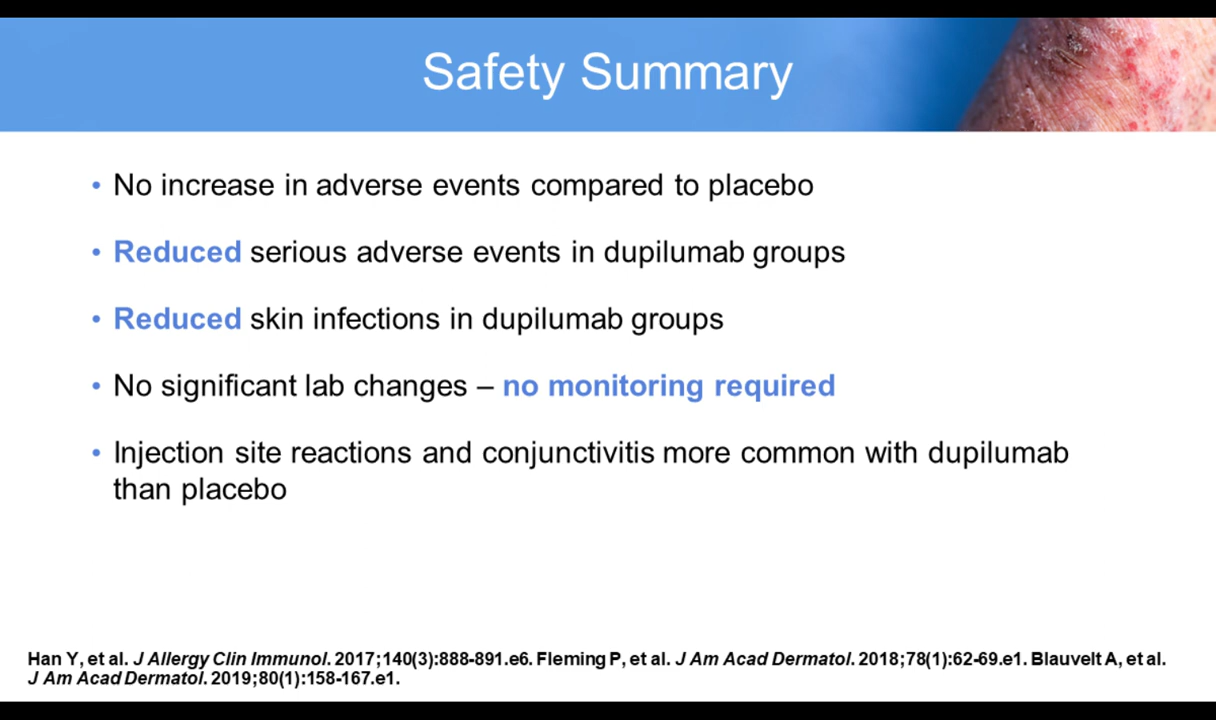 Safety Summary
• No increase in adverse events compared to placebo
• Reduced serious adverse events in dupilumab groups
• Reduced skin infections in dupilumab groups
• No significant lab changes – no monitoring required
• Injection site reactions and conjunctivitis more common with dupilumab
than placebo
Han Y, et al. J Allergy Clin Immunol. 2017;140(3):888-891.e6. Fleming P, et al. J Am Acad Dermatol. 2018;78(1):62-69.e1. Blauvelt A, et al.
J Am Acad Dermatol. 2019;80(1):158-167.e1.